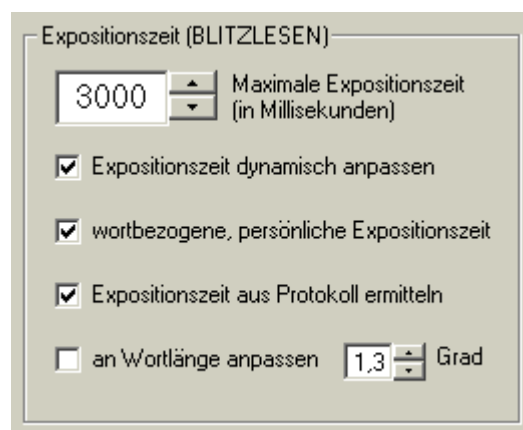 Expositionszeit (BLITZLESEN)
3000 Maximale Expositionszeit
(in Millisekunden)
Expositionszeit dynamisch anpassen
wortbezogene, persönliche Expositionszeit
Expositionszeit aus Protokoll ermitteln
an Wortlänge anpassen 1,3 Grad